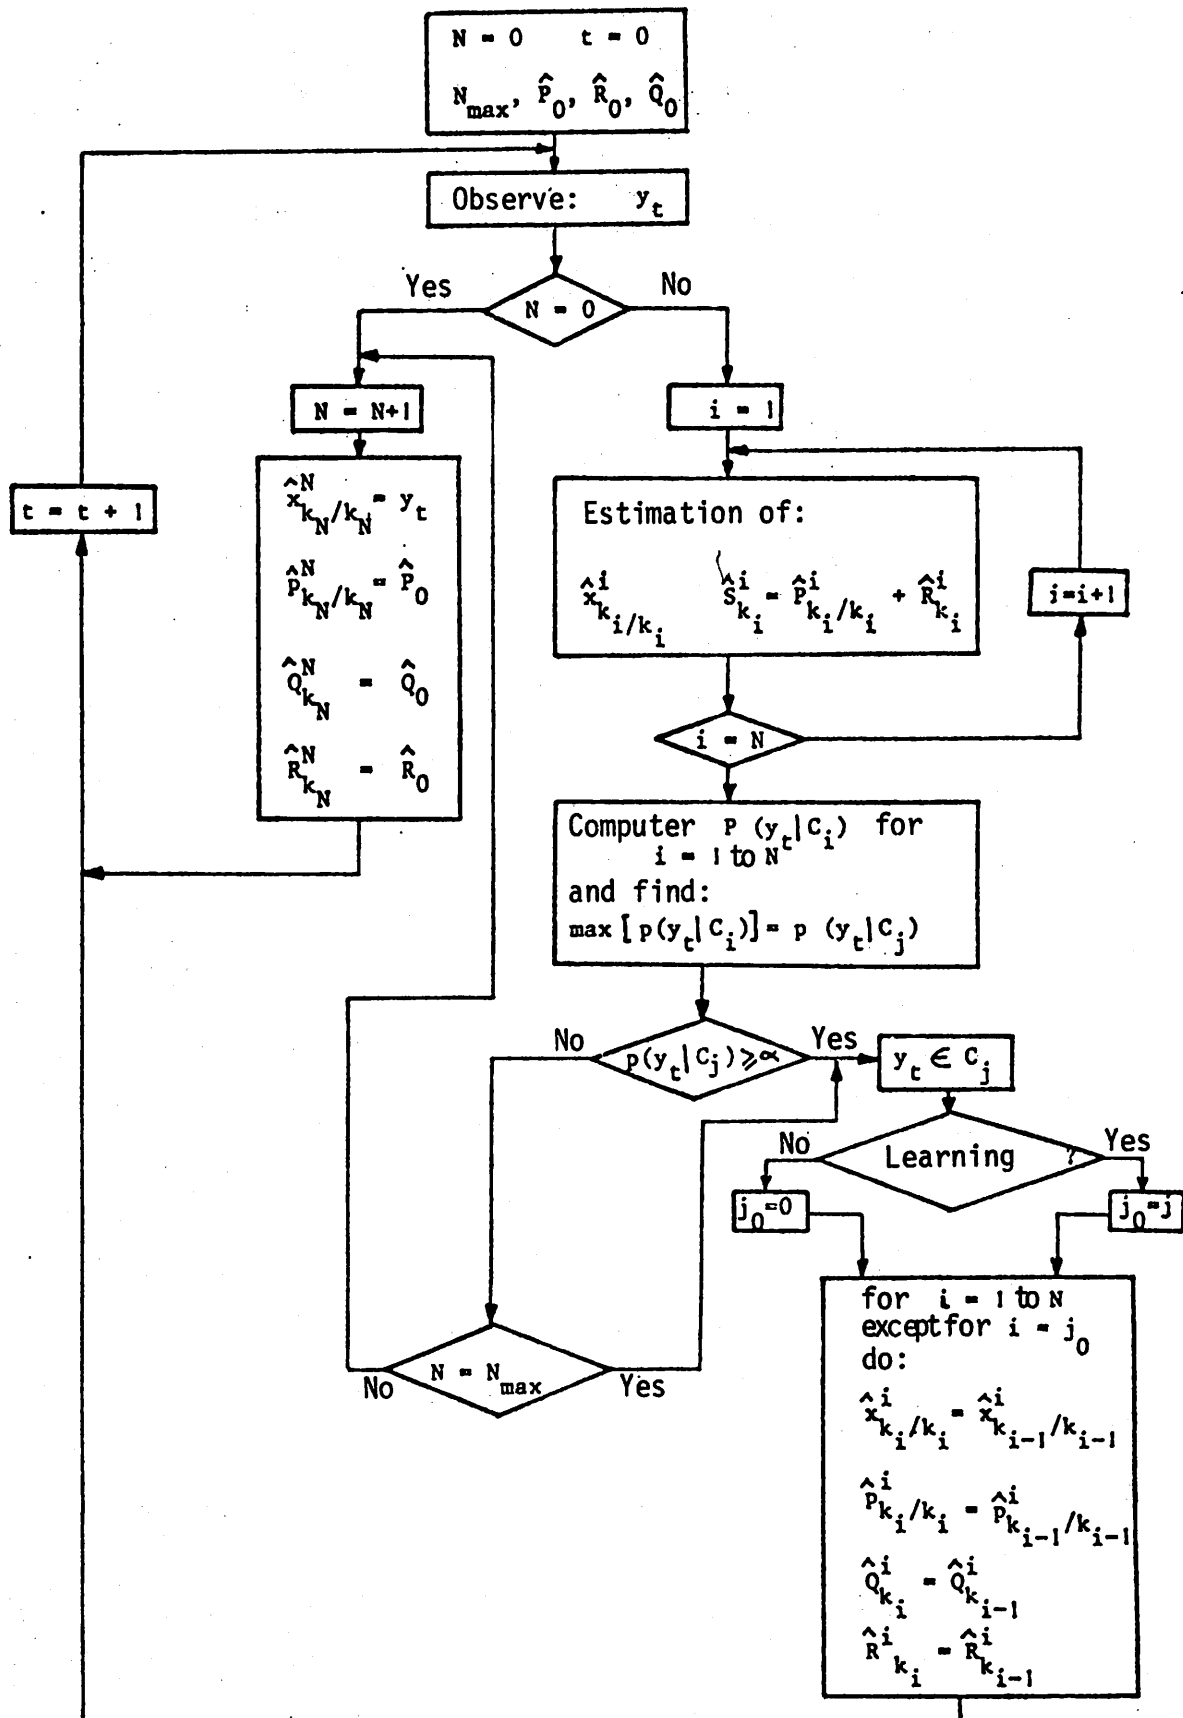 N = 0 t = 0
N_max, P̂_0, R̂_0, Q̂_0
Observe: y_t
Yes
N = 0
No
N = N+1
i = 1
t = t + 1
x̂^N_{k_N/k_N} = y_t
P̂^N_{k_N/k_N} = P̂_0
Q̂^N_{k_N} = Q̂_0
R̂^N_{k_N} = R̂_0
Estimation of:
x̂^i_{k_i/k_i} Ŝ^i_{k_i} = P̂^i_{k_i/k_i} + R̂^i_{k_i}
i=i+1
i = N
Computer P (y_t|C_i) for
i = 1 to N
and find:
max [p(y_t|C_i)] = p (y_t|C_j)
No
p(y_t|C_j) ⩾ α
Yes
y_t ∈ C_j
No
Learning ?
Yes
j_0=0
j_0=j
for i = 1 to N
except for i = j_0
do:
x̂^i_{k_i/k_i} = x̂^i_{k_{i-1}/k_{i-1}}
P̂^i_{k_i/k_i} = P̂^i_{k_{i-1}/k_{i-1}}
Q̂^i_{k_i} = Q̂^i_{k_{i-1}}
R̂^i_{k_i} = R̂^i_{k_{i-1}}
No
N = N_max
Yes